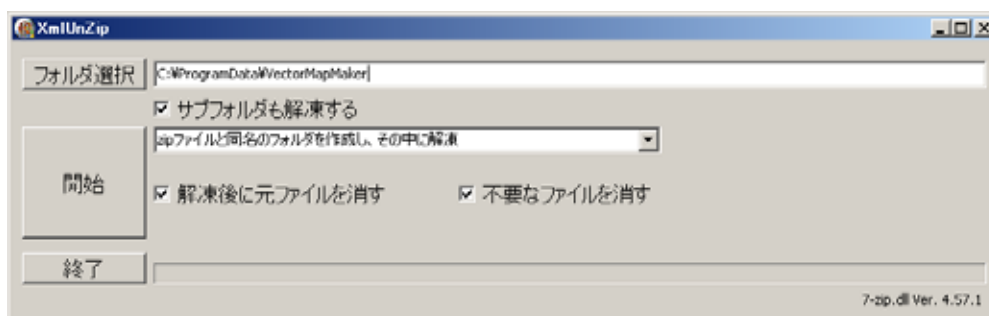 XmlUnZip
フォルダ選択 C:¥ProgramData¥VectorMapMaker
サブフォルダも解凍する
zipファイルと同名のフォルダを作成し、その中に解凍
開始
解凍後に元ファイルを消す 不要なファイルを消す
終了
7-zip.dll Ver. 4.57.1